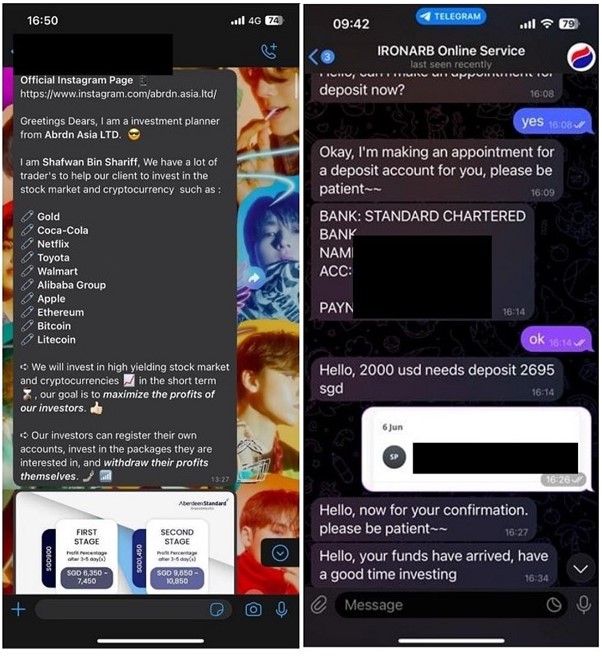 16:50
4G 74
Official Instagram Page
https://www.instagram.com/abrdn.asia.ltd/
Greetings Dears, I am a investment planner
from Abrdn Asia LTD. 😎
I am Shafwan Bin Shariff, We have a lot of
trader's to help our client to invest in the
stock market and cryptocurrency such as :
Gold
Coca-Cola
Netflix
Toyota
Walmart
Alibaba Group
Apple
Ethereum
Bitcoin
Litecoin
We will invest in high yielding stock market
and cryptocurrencies 📈 in the short term
⏳, our goal is to maximize the profits of
our investors. 👍🏻
Our investors can register their own
accounts, invest in the packages they are
interested in, and withdraw their profits
themselves. 📊
13:27
AberdeenStandard
Investments
SGD900
FIRST
STAGE
Profit Percentage
after 3-5 day(s)
SGD 6,350 -
7,450
SGD1,450
SECOND
STAGE
Profit Percentage
after 3-5 day(s)
SGD 9,650 -
10,850
09:42
TELEGRAM
79
3
IRONARB Online Service
last seen recently
Hello, can I make an appointment for
deposit now?
16:08
yes 16:08
Okay, I'm making an appointment for
a deposit account for you, please be
patient~~
16:09
BANK: STANDARD CHARTERED
BANK
NAM
ACC:
PAYN
16:14
ok 16:14
Hello, 2000 usd needs deposit 2695
sgd
16:14
6 Jun
SP
16:26
Hello, now for your confirmation.
please be patient~~
16:27
Hello, your funds have arrived, have
a good time investing
16:34
Message